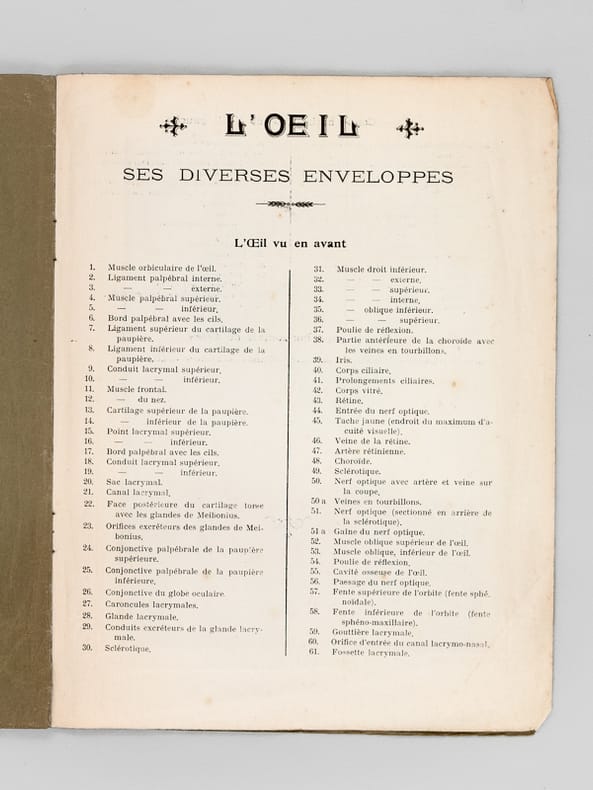 L'OEIL
SES DIVERSES ENVELOPPES
L'Œil vu en avant
1. Muscle orbiculaire de l'œil.
2. Ligament palpébral interne.
3. — — externe.
4. Muscle palpébral supérieur.
5. — — inférieur.
6. Bord palpébral avec les cils.
7. Ligament supérieur du cartilage de la
paupière.
8. Ligament inférieur du cartilage de la
paupière.
9. Conduit lacrymal supérieur.
10. — — inférieur.
11. Muscle frontal.
12. — du nez.
13. Cartilage supérieur de la paupière.
14. — inférieur de la paupière.
15. Point lacrymal supérieur.
16. — — inférieur.
17. Bord palpébral avec les cils.
18. Conduit lacrymal supérieur.
19. — — inférieur.
20. Sac lacrymal.
21. Canal lacrymal.
22. Face postérieure du cartilage torse
avec les glandes de Meibonius.
23. Orifices excréteurs des glandes de Mei-
bonius.
24. Conjonctive palpébrale de la paupière
supérieure.
25. Conjonctive palpébrale de la paupière
inférieure.
26. Conjonctive du globe oculaire.
27. Caroncules lacrymales.
28. Glande lacrymale.
29. Conduits excréteurs de la glande lacry-
male.
30. Sclérotique.
31. Muscle droit inférieur.
32. — — externe.
33. — — supérieur.
34. — — interne.
35. — oblique inférieur.
36. — — supérieur.
37. Poulie de réflexion.
38. Partie antérieure de la choroïde avec
les veines en tourbillons.
39. Iris.
40. Corps ciliaire.
41. Prolongements ciliaires.
42. Corps vitré.
43. Rétine.
44. Entrée du nerf optique.
45. Tache jaune (endroit du maximum d'a-
cuité visuelle).
46. Veine de la rétine.
47. Artère rétinienne.
48. Choroïde.
49. Sclérotique.
50. Nerf optique avec artère et veine sur
la coupe.
50 a Veines en tourbillons.
51. Nerf optique (sectionné en arrière de
la sclérotique).
51 a Gaine du nerf optique.
52. Muscle oblique supérieur de l'œil.
53. Muscle oblique, inférieur de l'œil.
54. Poulie de réflexion.
55. Cavité osseuse de l'œil.
56. Passage du nerf optique.
57. Fente supérieure de l'orbite (fente sphé-
noïdale).
58. Fente inférieure de l'orbite (fente
sphéno-maxillaire).
59. Gouttière lacrymale.
60. Orifice d'entrée du canal lacrymo-nasal.
61. Fossette lacrymale.